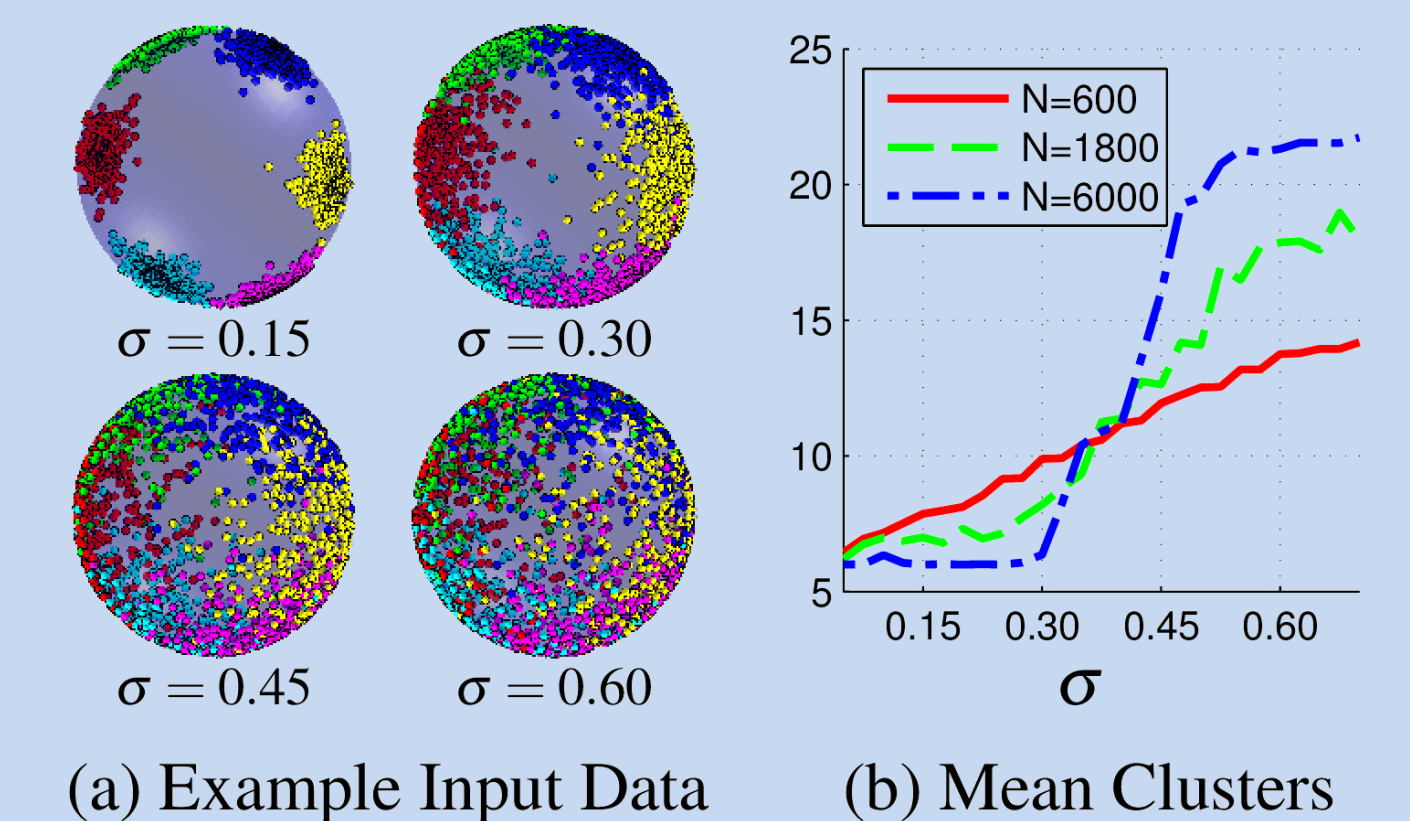 σ = 0.15
σ = 0.30
σ = 0.45
σ = 0.60
(a) Example Input Data
25
20
15
10
5
N=600
N=1800
N=6000
0.15 0.30 0.45 0.60
σ
(b) Mean Clusters